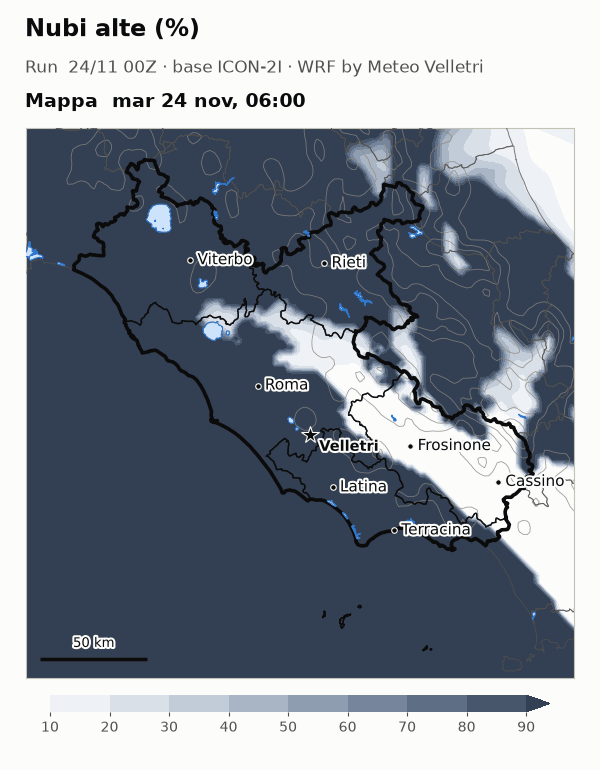 Nubi alte (%)
Run  24/11 00Z · base ICON-2I · WRF by Meteo Velletri
Mappa  mar 24 nov, 06:00
Viterbo
Rieti
Roma
Velletri
Frosinone
Cassino
Latina
Terracina
50 km
10 20 30 40 50 60 70 80 90